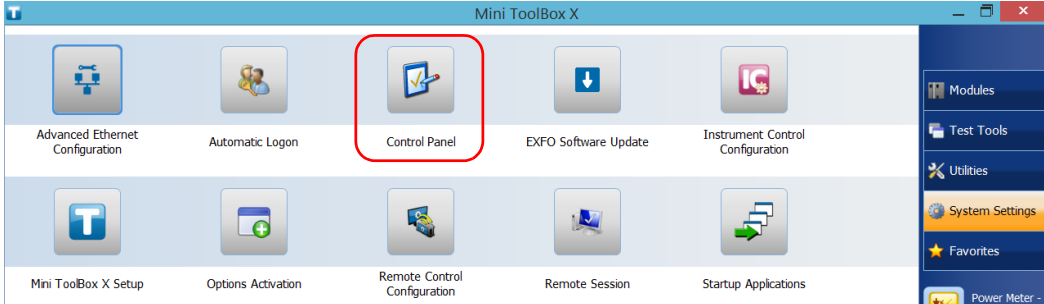 Mini ToolBox X
Advanced Ethernet
Configuration
Automatic Logon
Control Panel
EXFO Software Update
Instrument Control
Configuration
Mini ToolBox X Setup
Options Activation
Remote Control
Configuration
Remote Session
Startup Applications
Modules
Test Tools
Utilities
System Settings
Favorites
Power Meter -